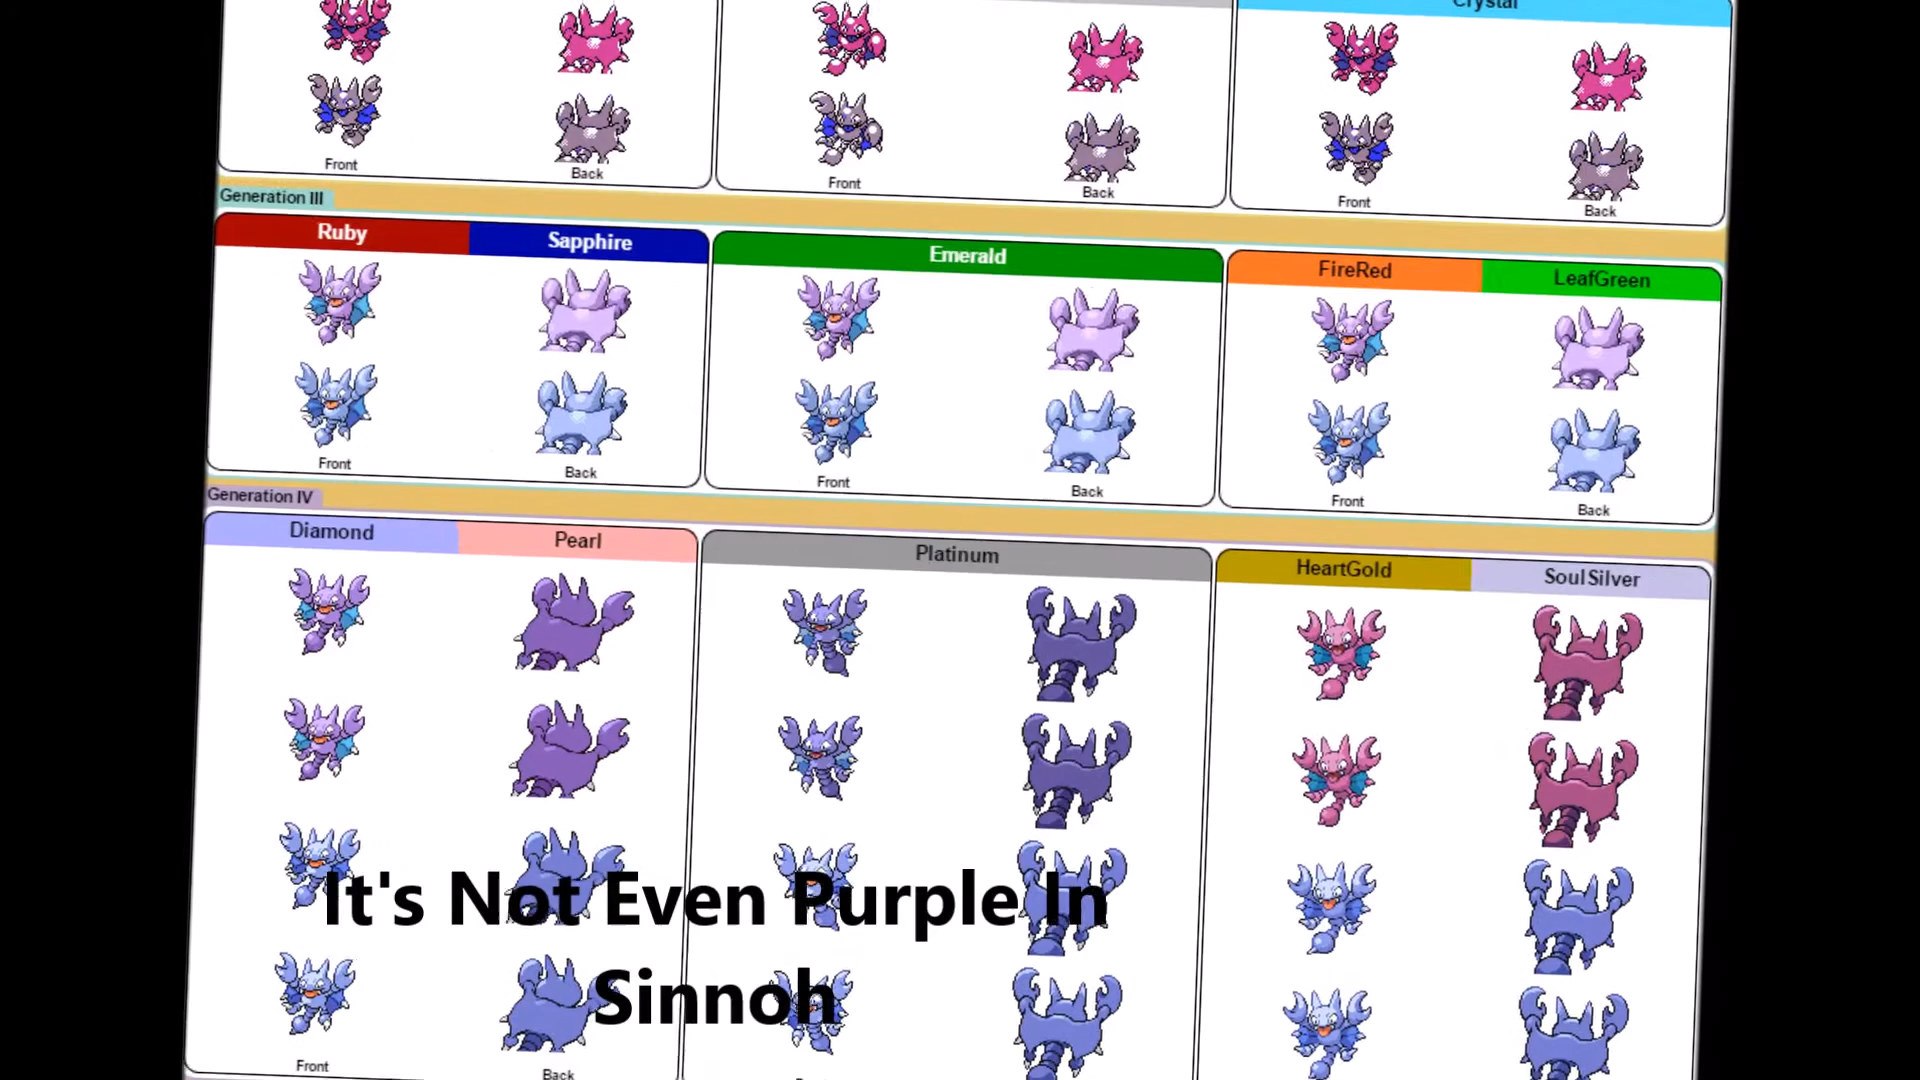 Crystal
Front
Back
Front
Back
Front
Back
Generation III
Ruby
Sapphire
Emerald
FireRed
LeafGreen
Front
Back
Front
Back
Front
Back
Generation IV
Diamond
Pearl
Platinum
HeartGold
SoulSilver
It's Not Even Purple In
Sinnoh
Front
Back